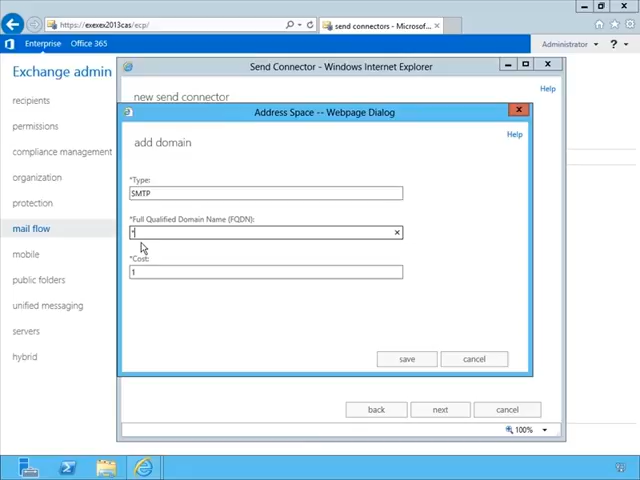 https://exexex2013cas/ecp/
send connectors - Microsoft...
Enterprise
Office 365
Administrator
?
Exchange admin
recipients
permissions
compliance management
organization
protection
mail flow
mobile
public folders
unified messaging
servers
hybrid
Send Connector - Windows Internet Explorer
Help
new send connector
Address Space -- Webpage Dialog
Help
add domain
*Type:
SMTP
*Full Qualified Domain Name (FQDN):
*
*Cost:
1
save
cancel
back
next
cancel
100%